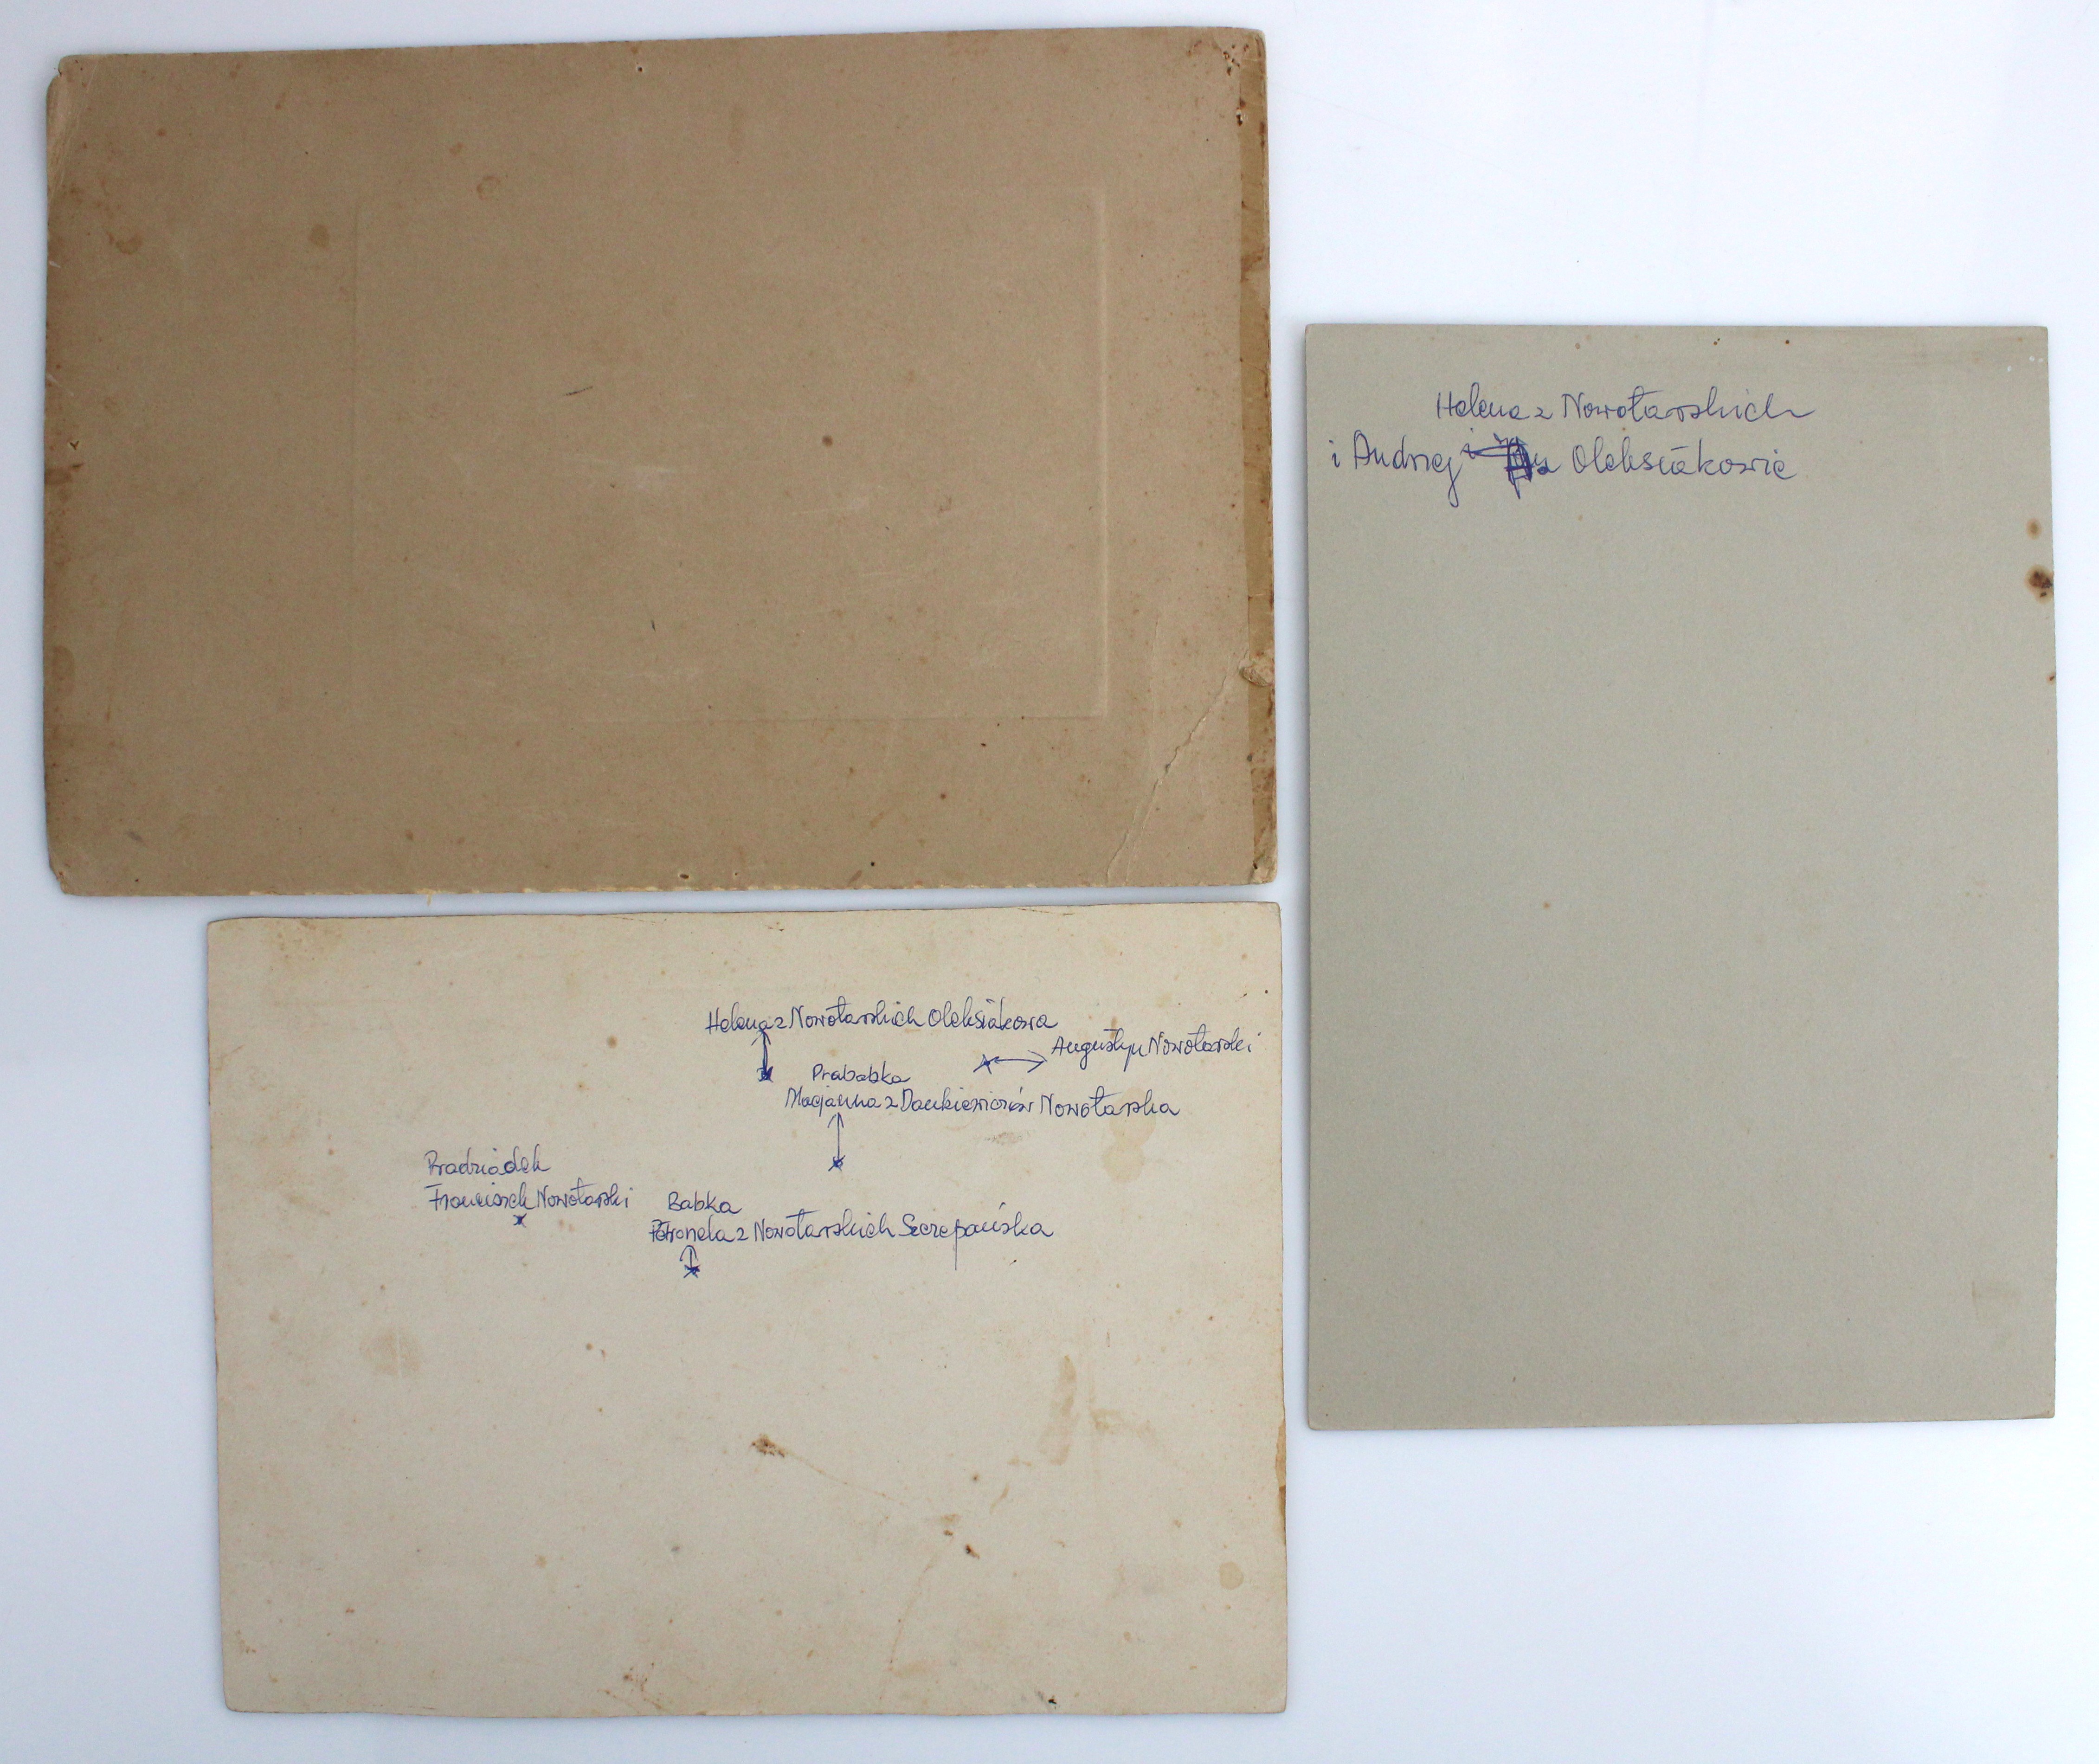 Helena z Nowotarskich
i Andrzej Oleksiakowie
Helena z Nowotarskich Oleksiakowa
Augustyn Nowotarski
Prababka
Marjanna z Dankiewiczów Nowotarska
Pradziadek
Franciszek Nowotarski
Babka
Petronela z Nowotarskich Szczepańska